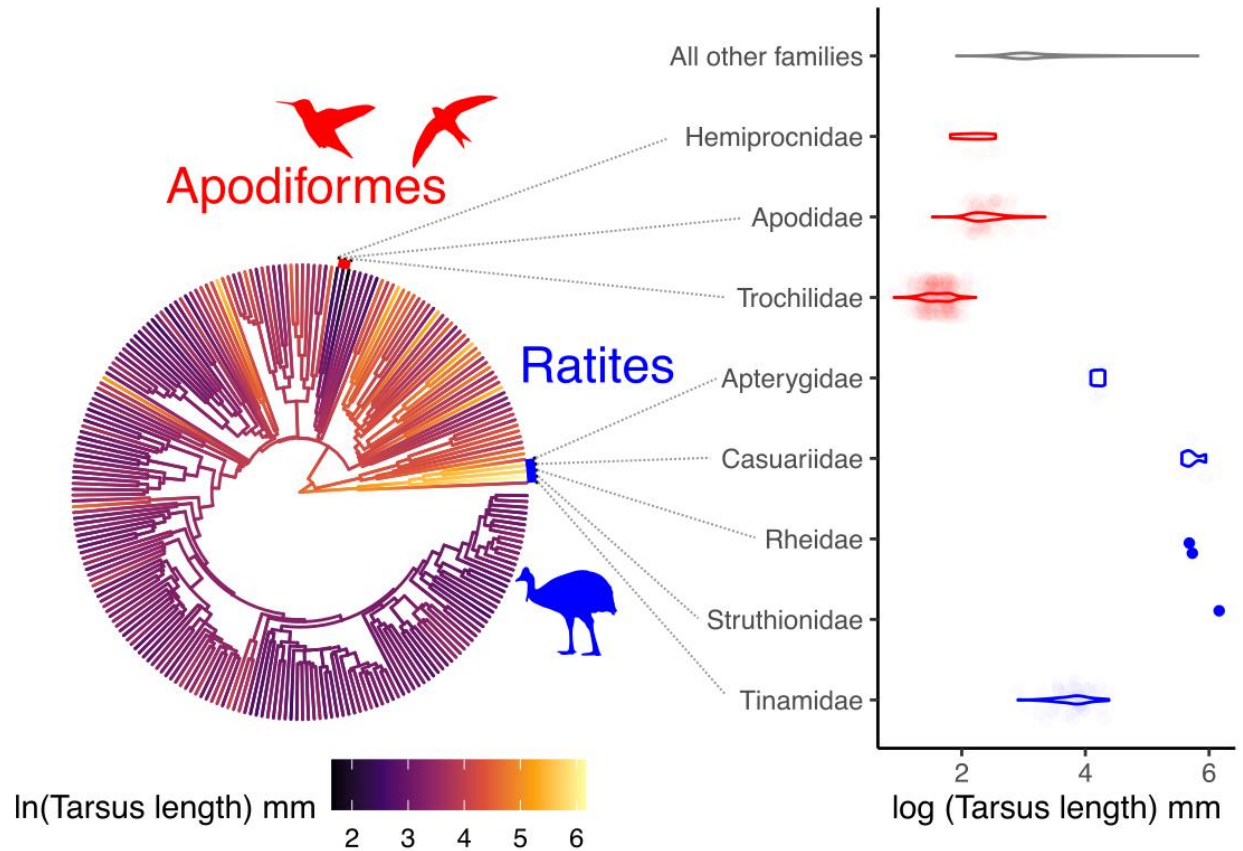 Apodiformes
Ratites
ln(Tarsus length) mm
2 3 4 5 6
All other families
Hemiprocnidae
Apodidae
Trochilidae
Apterygidae
Casuariidae
Rheidae
Struthionidae
Tinamidae
2 4 6
log (Tarsus length) mm